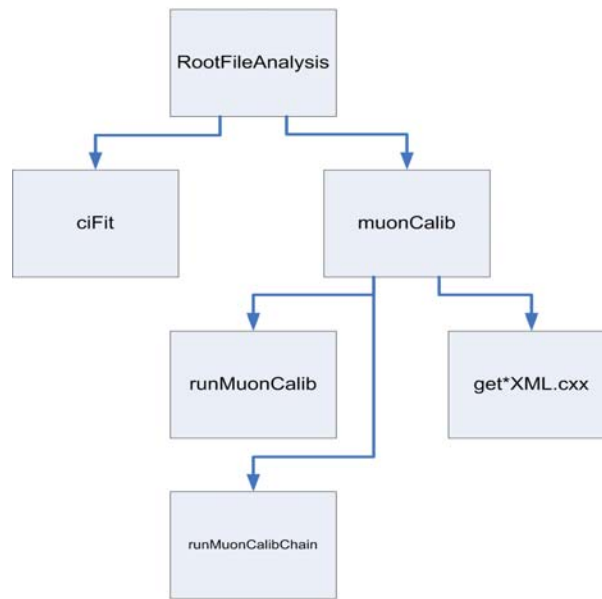 RootFileAnalysis
ciFit
muonCalib
runMuonCalib
get*XML.cxx
runMuonCalibChain